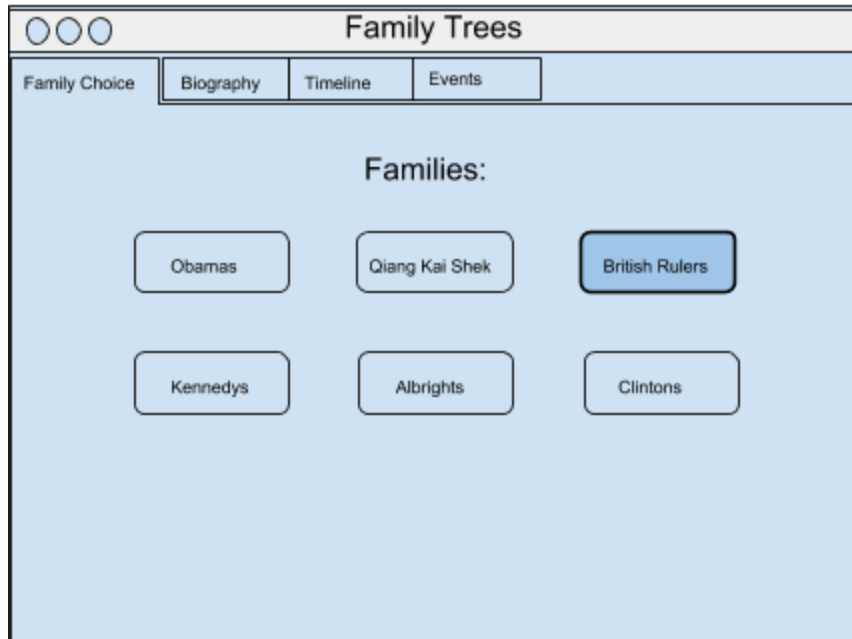 Family Trees
Family Choice
Biography
Timeline
Events
Families:
Obamas
Qiang Kai Shek
British Rulers
Kennedys
Albrights
Clintons